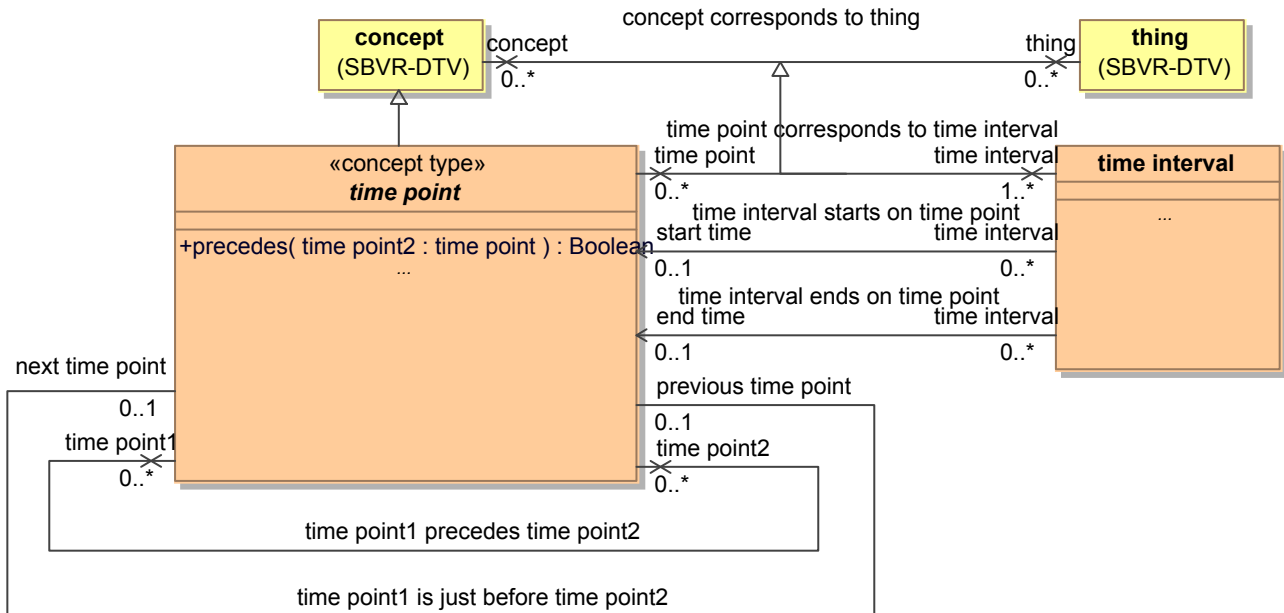 concept corresponds to thing
concept
(SBVR-DTV)
concept
0..*
thing
0..*
thing
(SBVR-DTV)
time point corresponds to time interval
«concept type»
time point
+precedes( time point2 : time point ) : Boolean
...
time point
0..*
time interval
1..*
time interval
...
time interval starts on time point
start time
0..1
time interval
0..*
time interval ends on time point
end time
0..1
time interval
0..*
next time point
0..1
previous time point
0..1
time point1
0..*
time point2
0..*
time point1 precedes time point2
time point1 is just before time point2